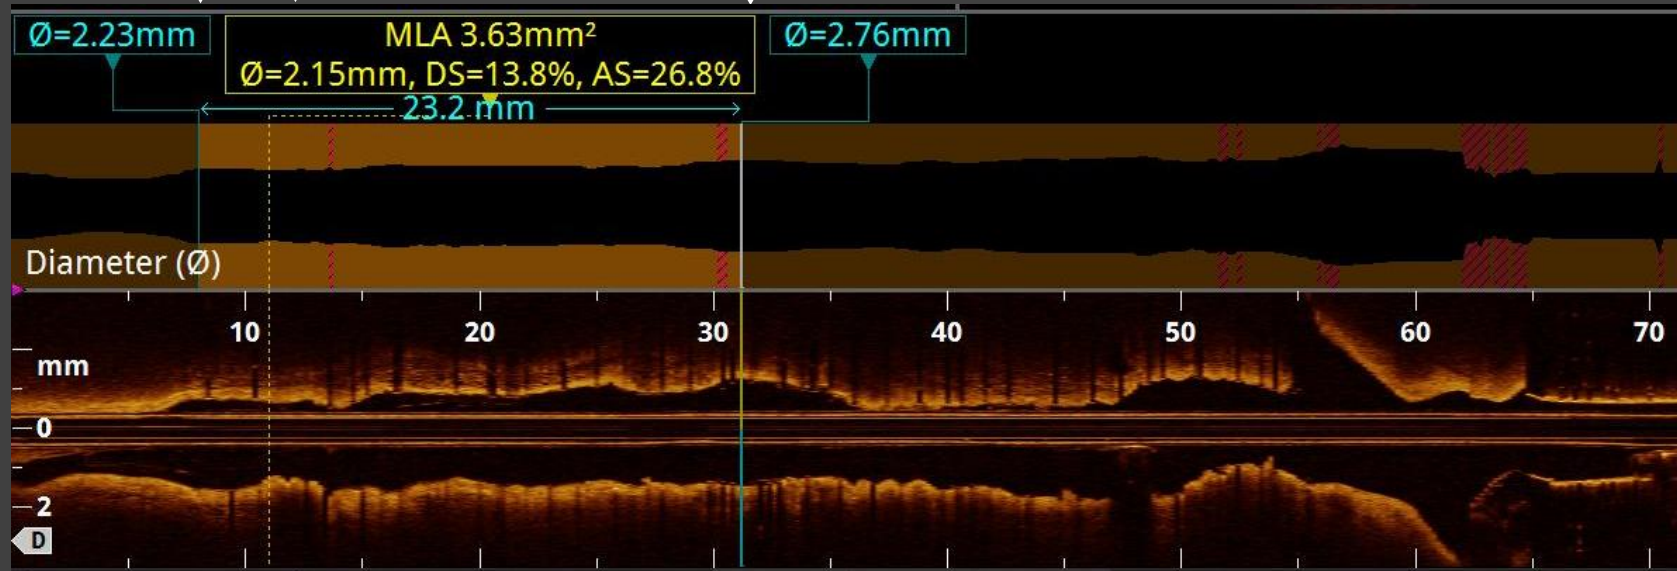 Ø=2.23mm
MLA 3.63mm²
Ø=2.15mm, DS=13.8%, AS=26.8%
Ø=2.76mm
23.2 mm
Diameter (Ø)
10 20 30 40 50 60 70
mm
0
2
D